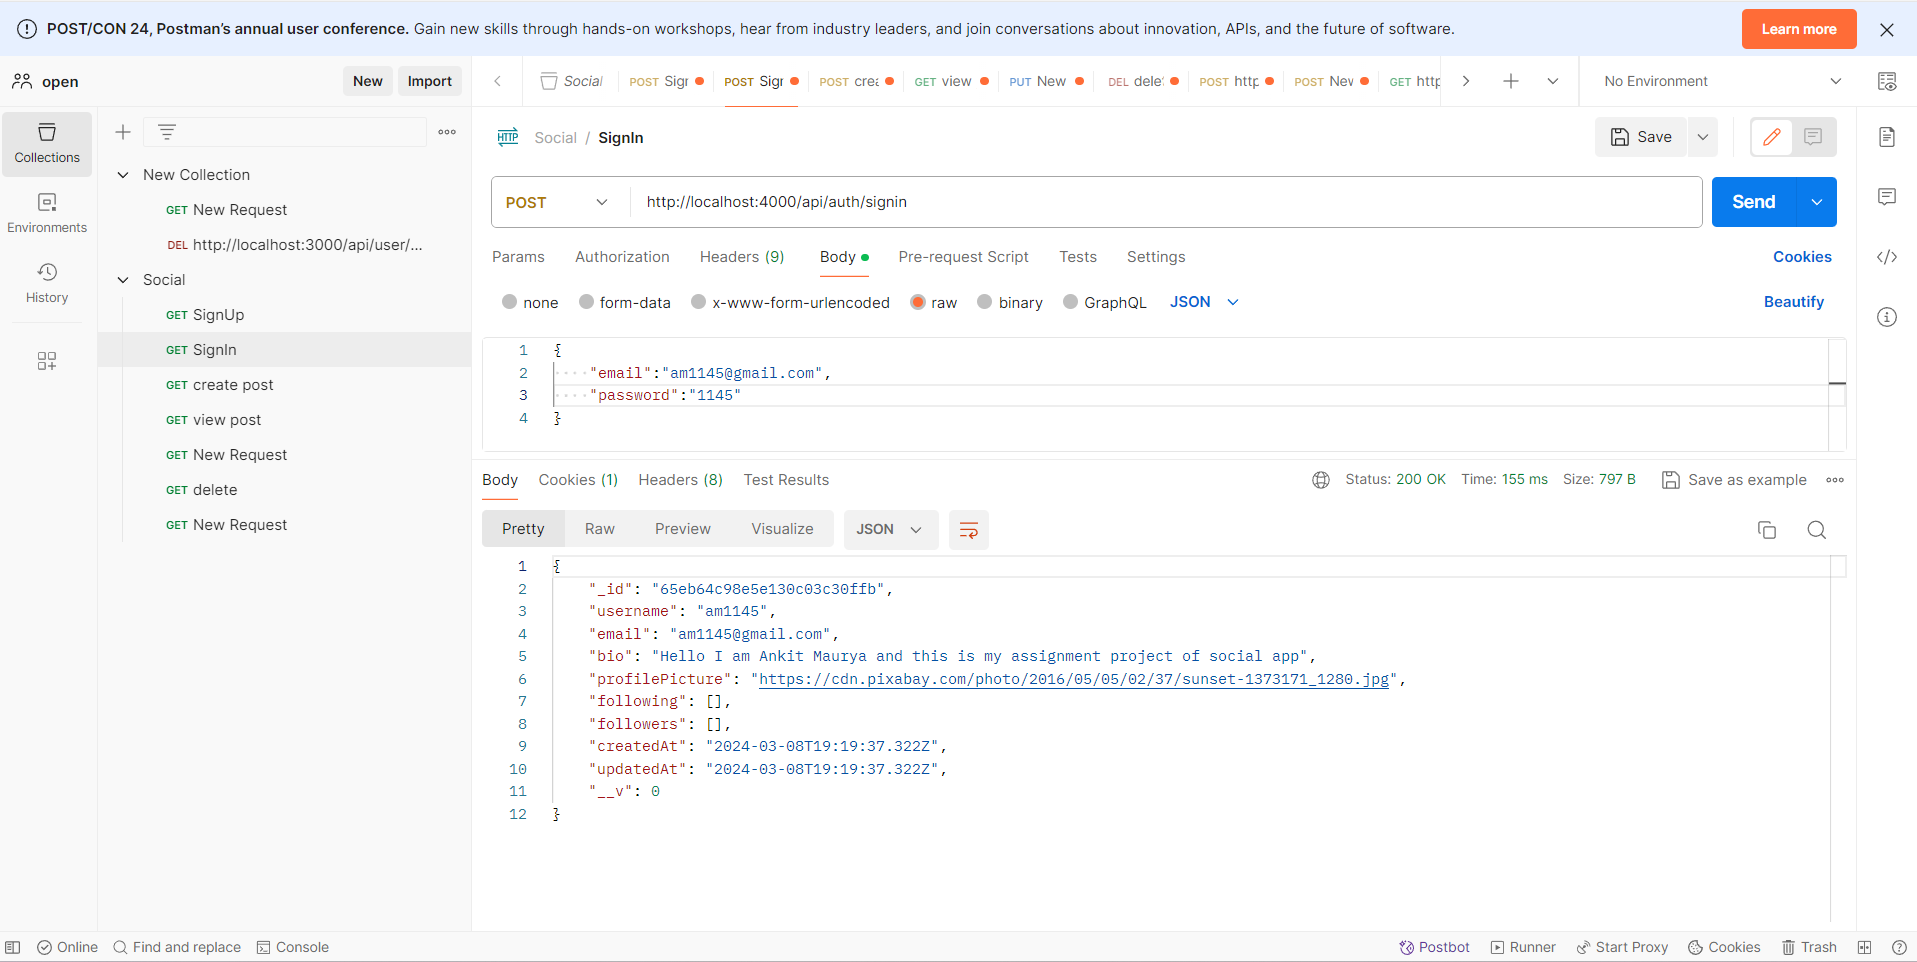 POST/CON 24, Postman’s annual user conference. Gain new skills through hands-on workshops, hear from industry leaders, and join conversations about innovation, APIs, and the future of software.
Learn more
open
New
Import
Social
POST Sigr
POST Sigr
POST crea
GET view
PUT New
DEL dele
POST http
POST New
GET http
No Environment
Collections
Environments
History
New Collection
GET New Request
DEL http://localhost:3000/api/user/...
Social
GET SignUp
GET SignIn
GET create post
GET view post
GET New Request
GET delete
GET New Request
HTTP Social / SignIn
Save
POST http://localhost:4000/api/auth/signin
Send
Params Authorization Headers (9) Body Pre-request Script Tests Settings Cookies
none form-data x-www-form-urlencoded raw binary GraphQL JSON Beautify
1 {
2 "email":"am1145@gmail.com",
3 "password":"1145"
4 }
Body Cookies (1) Headers (8) Test Results Status: 200 OK Time: 155 ms Size: 797 B Save as example
Pretty Raw Preview Visualize JSON
1 {
2 "_id": "65eb64c98e5e130c03c30ffb",
3 "username": "am1145",
4 "email": "am1145@gmail.com",
5 "bio": "Hello I am Ankit Maurya and this is my assignment project of social app",
6 "profilePicture": "https://cdn.pixabay.com/photo/2016/05/05/02/37/sunset-1373171_1280.jpg",
7 "following": [],
8 "followers": [],
9 "createdAt": "2024-03-08T19:19:37.322Z",
10 "updatedAt": "2024-03-08T19:19:37.322Z",
11 "__v": 0
12 }
Online Find and replace Console Postbot Runner Start Proxy Cookies Trash